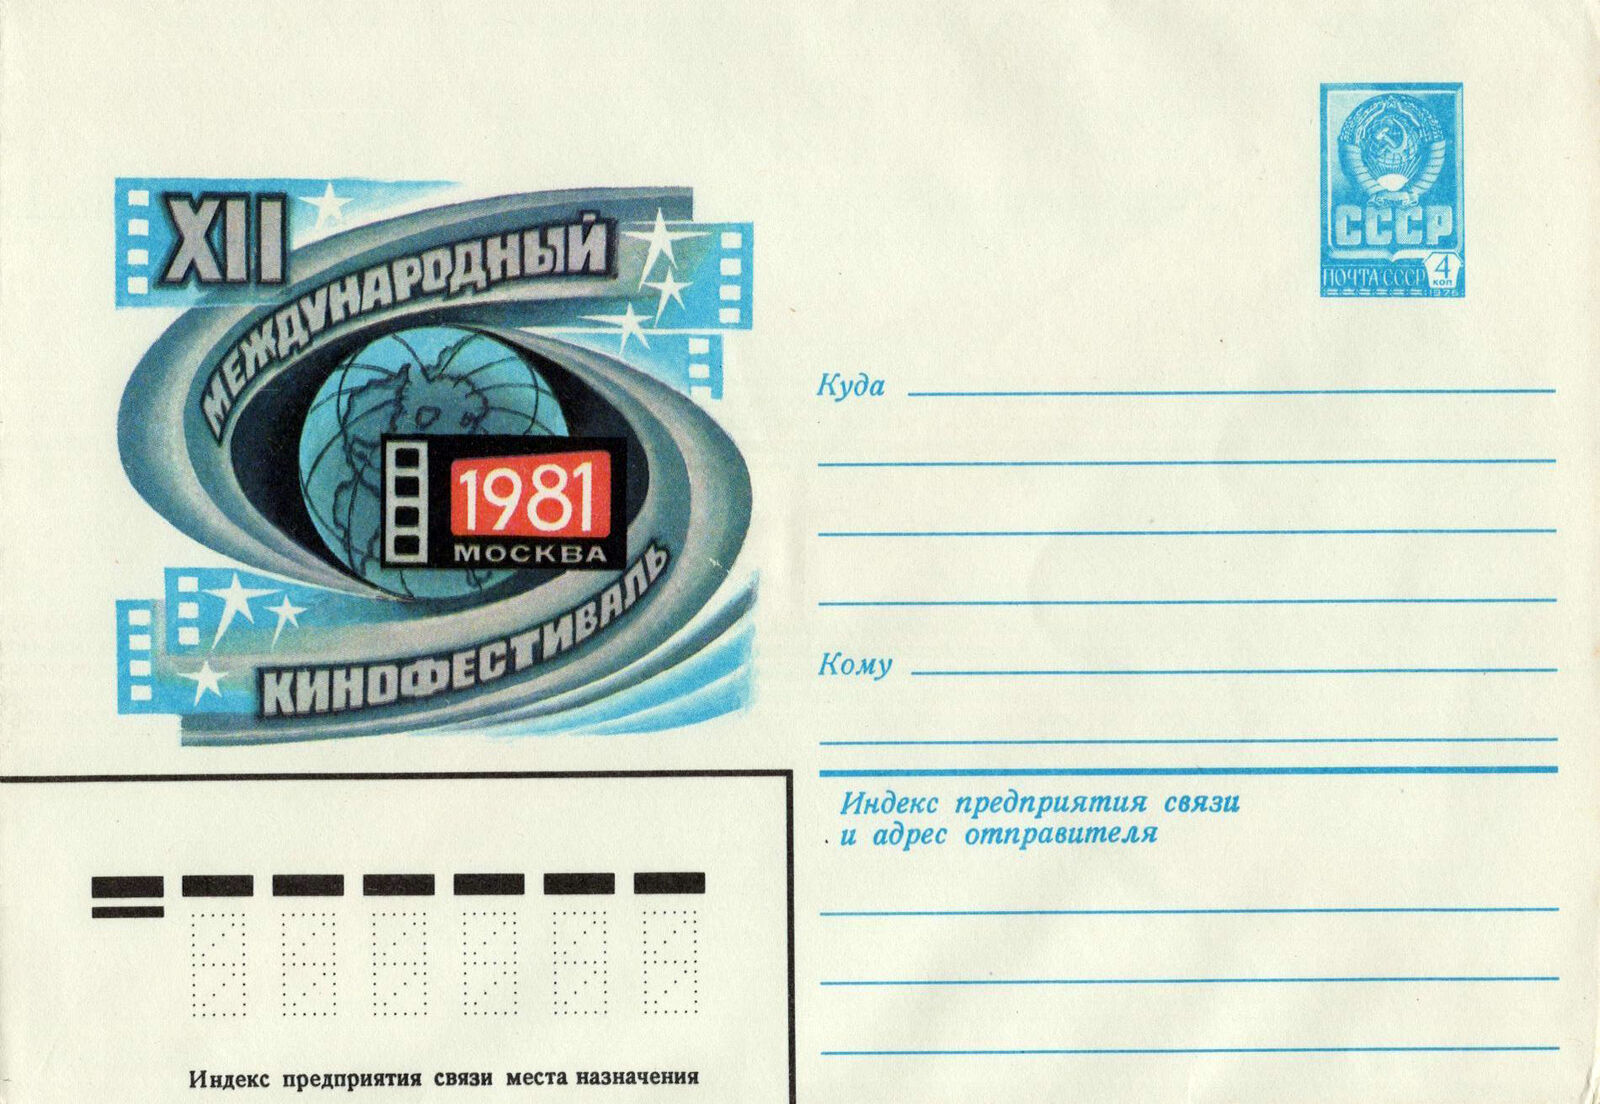 XII
МЕЖДУНАРОДНЫЙ
1981
МОСКВА
КИНОФЕСТИВАЛЬ
СССР
ПОЧТА СССР
4
КОП
1976
Куда
Кому
Индекс предприятия связи
и адрес отправителя
Индекс предприятия связи места назначения